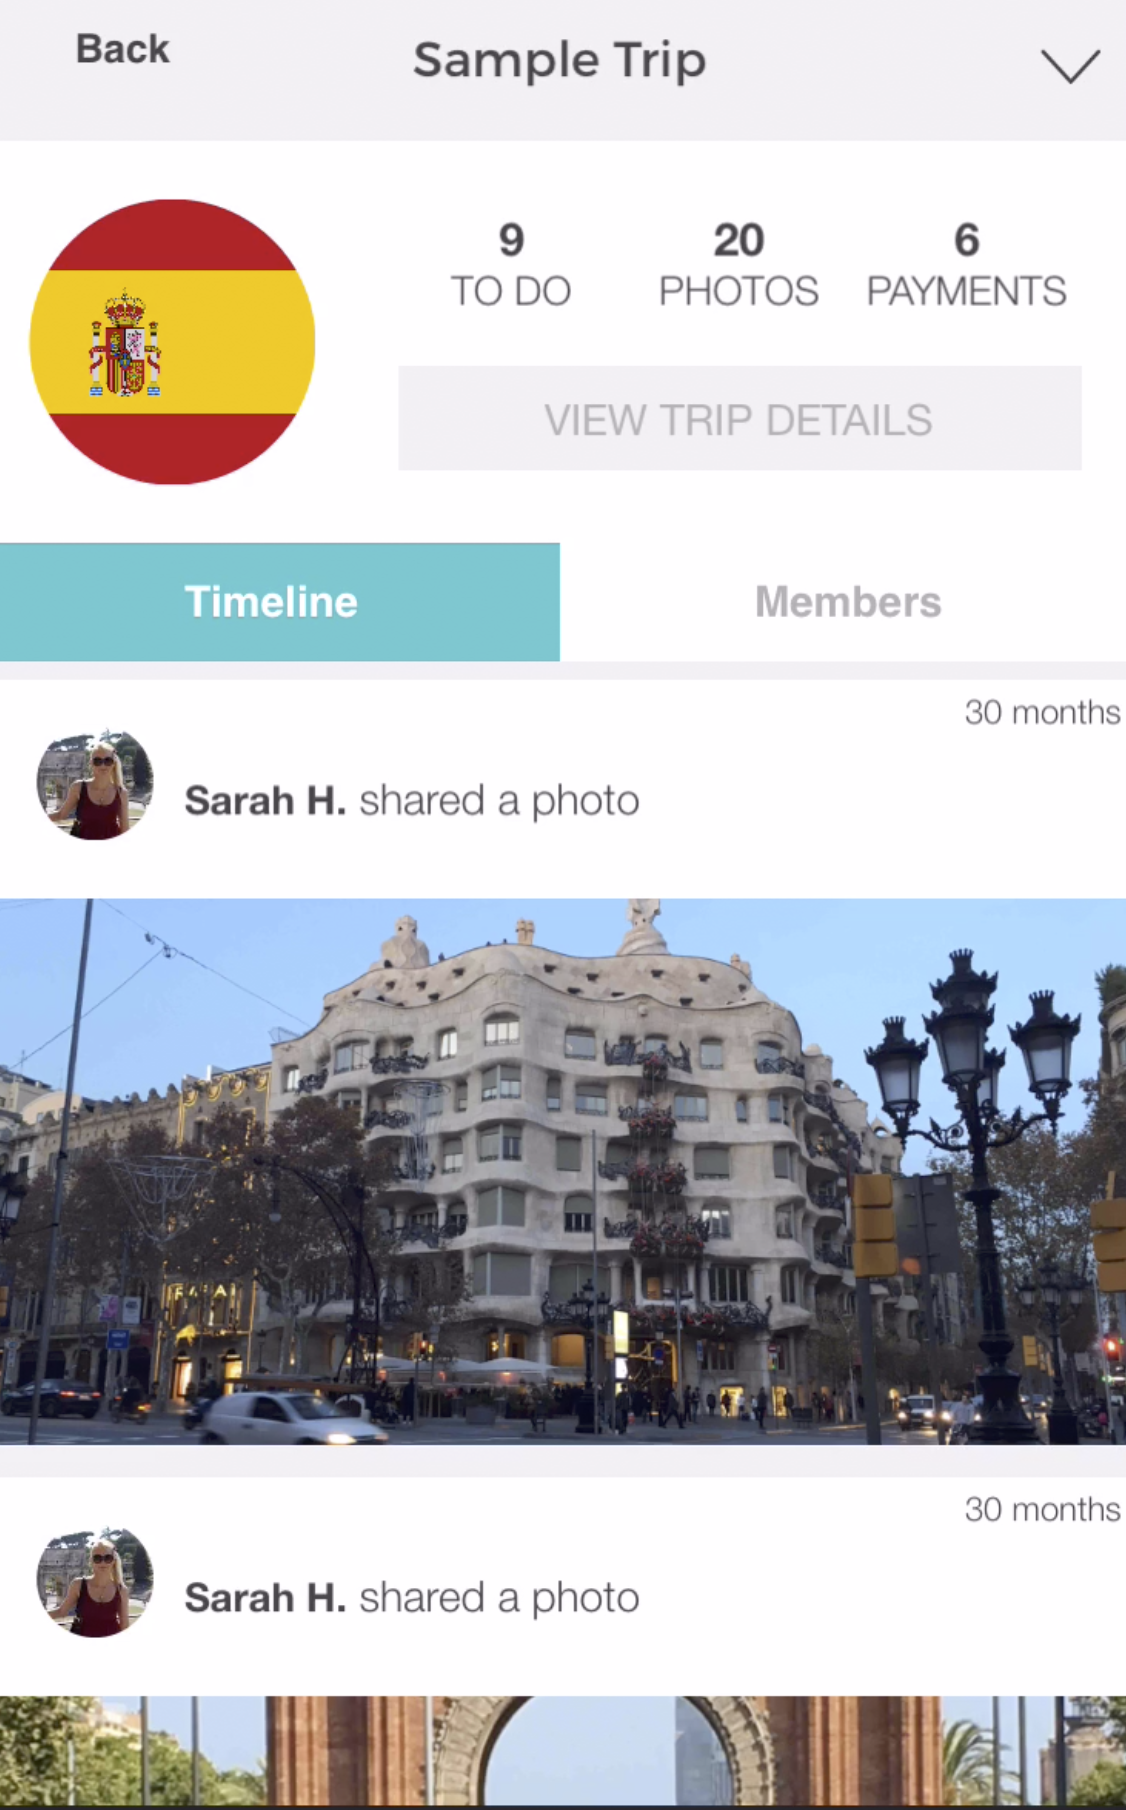 Back
Sample Trip
9
TO DO
20
PHOTOS
6
PAYMENTS
VIEW TRIP DETAILS
Timeline
Members
30 months
Sarah H. shared a photo
30 months
Sarah H. shared a photo